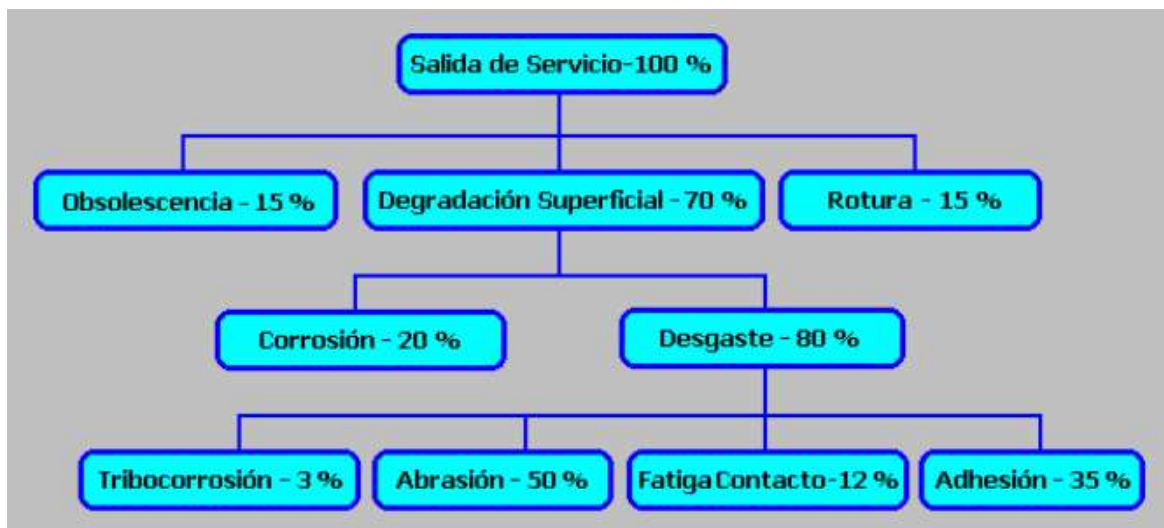 Salida de Servicio-100 %
Obsolescencia - 15 %
Degradación Superficial - 70 %
Rotura - 15 %
Corrosión - 20 %
Desgaste - 80 %
Tribocorrosión - 3 %
Abrasión - 50 %
Fatiga Contacto-12 %
Adhesión - 35 %